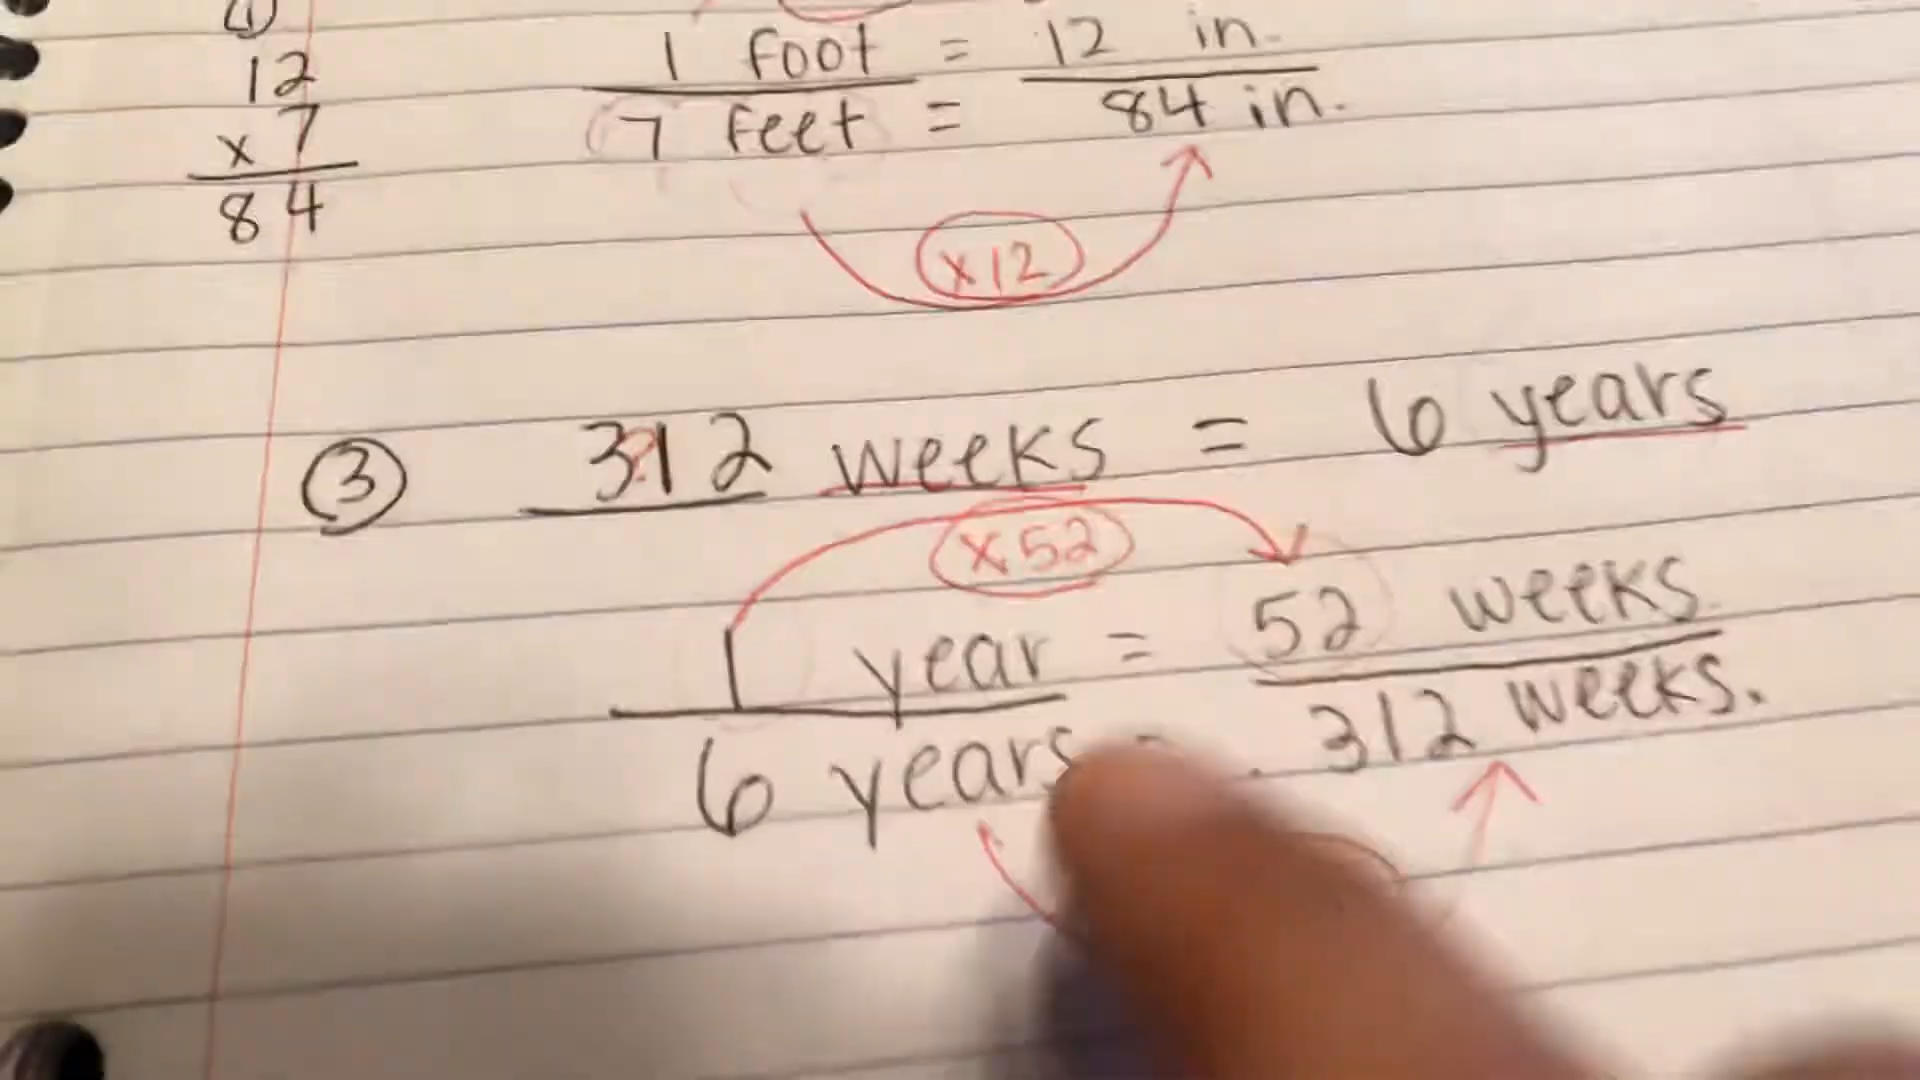 1 foot = 12 in.
7 feet = 84 in.
12
x 7
84
x12
3 312 weeks = 6 years
x52
1 year = 52 weeks
6 years = 312 weeks.